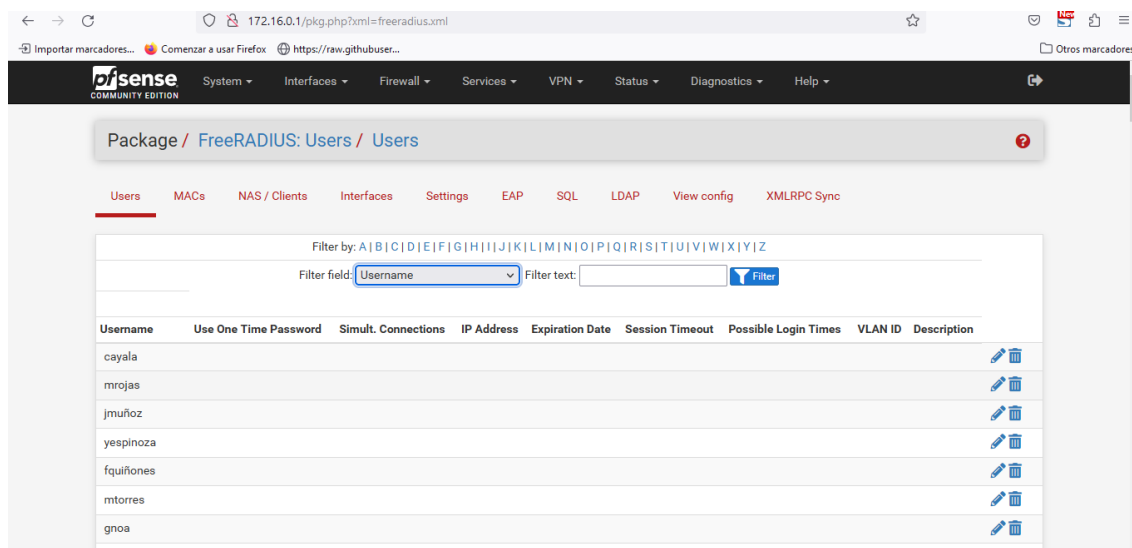 172.16.0.1/pkg.php?xml=freeradius.xml
New
Importar marcadores... Comenzar a usar Firefox https://raw.githubuser... Otros marcadores
pfsense System Interfaces Firewall Services VPN Status Diagnostics Help
COMMUNITY EDITION
Package / FreeRADIUS: Users / Users
Users MACs NAS / Clients Interfaces Settings EAP SQL LDAP View config XMLRPC Sync
Filter by: A | B | C | D | E | F | G | H | I | J | K | L | M | N | O | P | Q | R | S | T | U | V | W | X | Y | Z
Filter field: Username Filter text: Filter
Username Use One Time Password Simult. Connections IP Address Expiration Date Session Timeout Possible Login Times VLAN ID Description
cayala
mrojas
jmuñoz
yespinoza
fquiñones
mtorres
gnoa